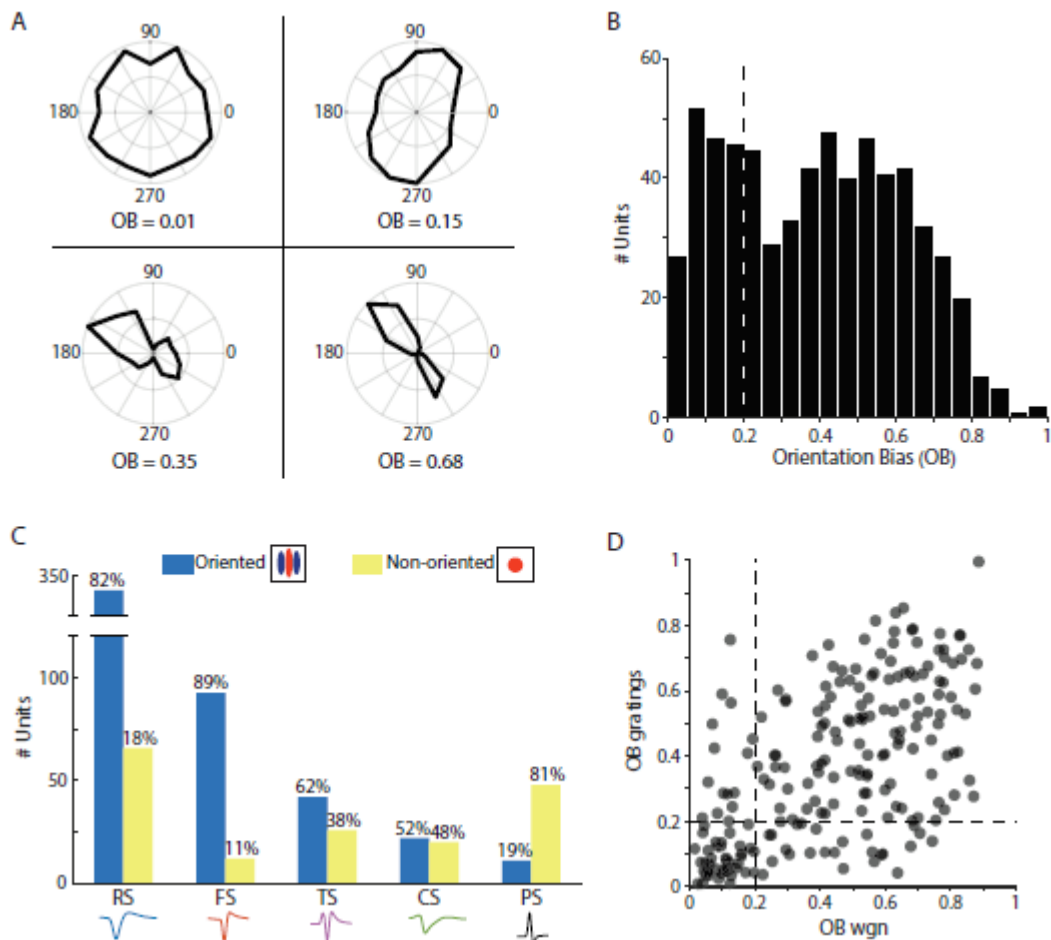 A
90
180
0
270
OB = 0.01
90
180
0
270
OB = 0.15
90
180
0
270
OB = 0.35
90
180
0
270
OB = 0.68
B
60
40
20
0
# Units
0
0.2
0.4
0.6
0.8
1
Orientation Bias (OB)
C
Oriented
Non-oriented
350
100
50
0
# Units
82%
18%
89%
11%
62%
38%
52%
48%
19%
81%
RS
FS
TS
CS
PS
D
1
0.8
0.6
0.4
0.2
0
OB gratings
0
0.2
0.4
0.6
0.8
1
OB wgn